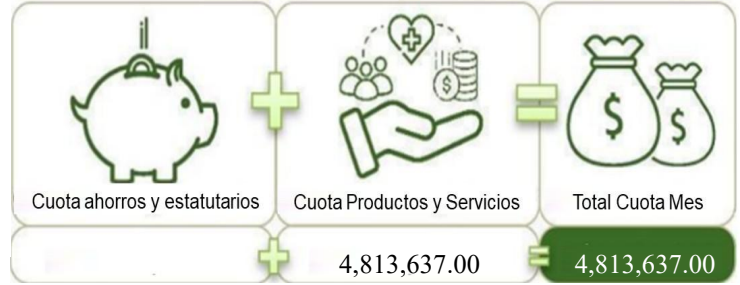 Cuota ahorros y estatutarios
Cuota Productos y Servicios
Total Cuota Mes
4,813,637.00
4,813,637.00